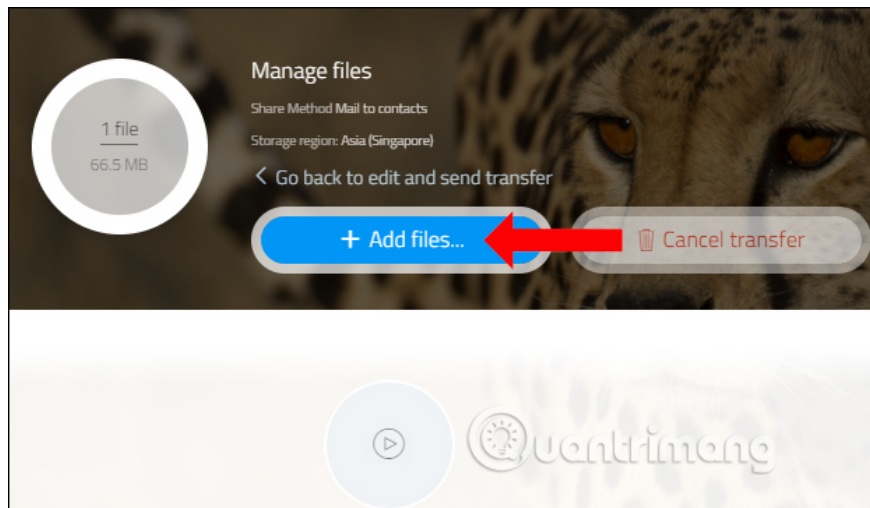 Manage files
1 file
66.5 MB
Share Method Mail to contacts
Storage region: Asia (Singapore)
Go back to edit and send transfer
+ Add files...
Cancel transfer
Quantrimang